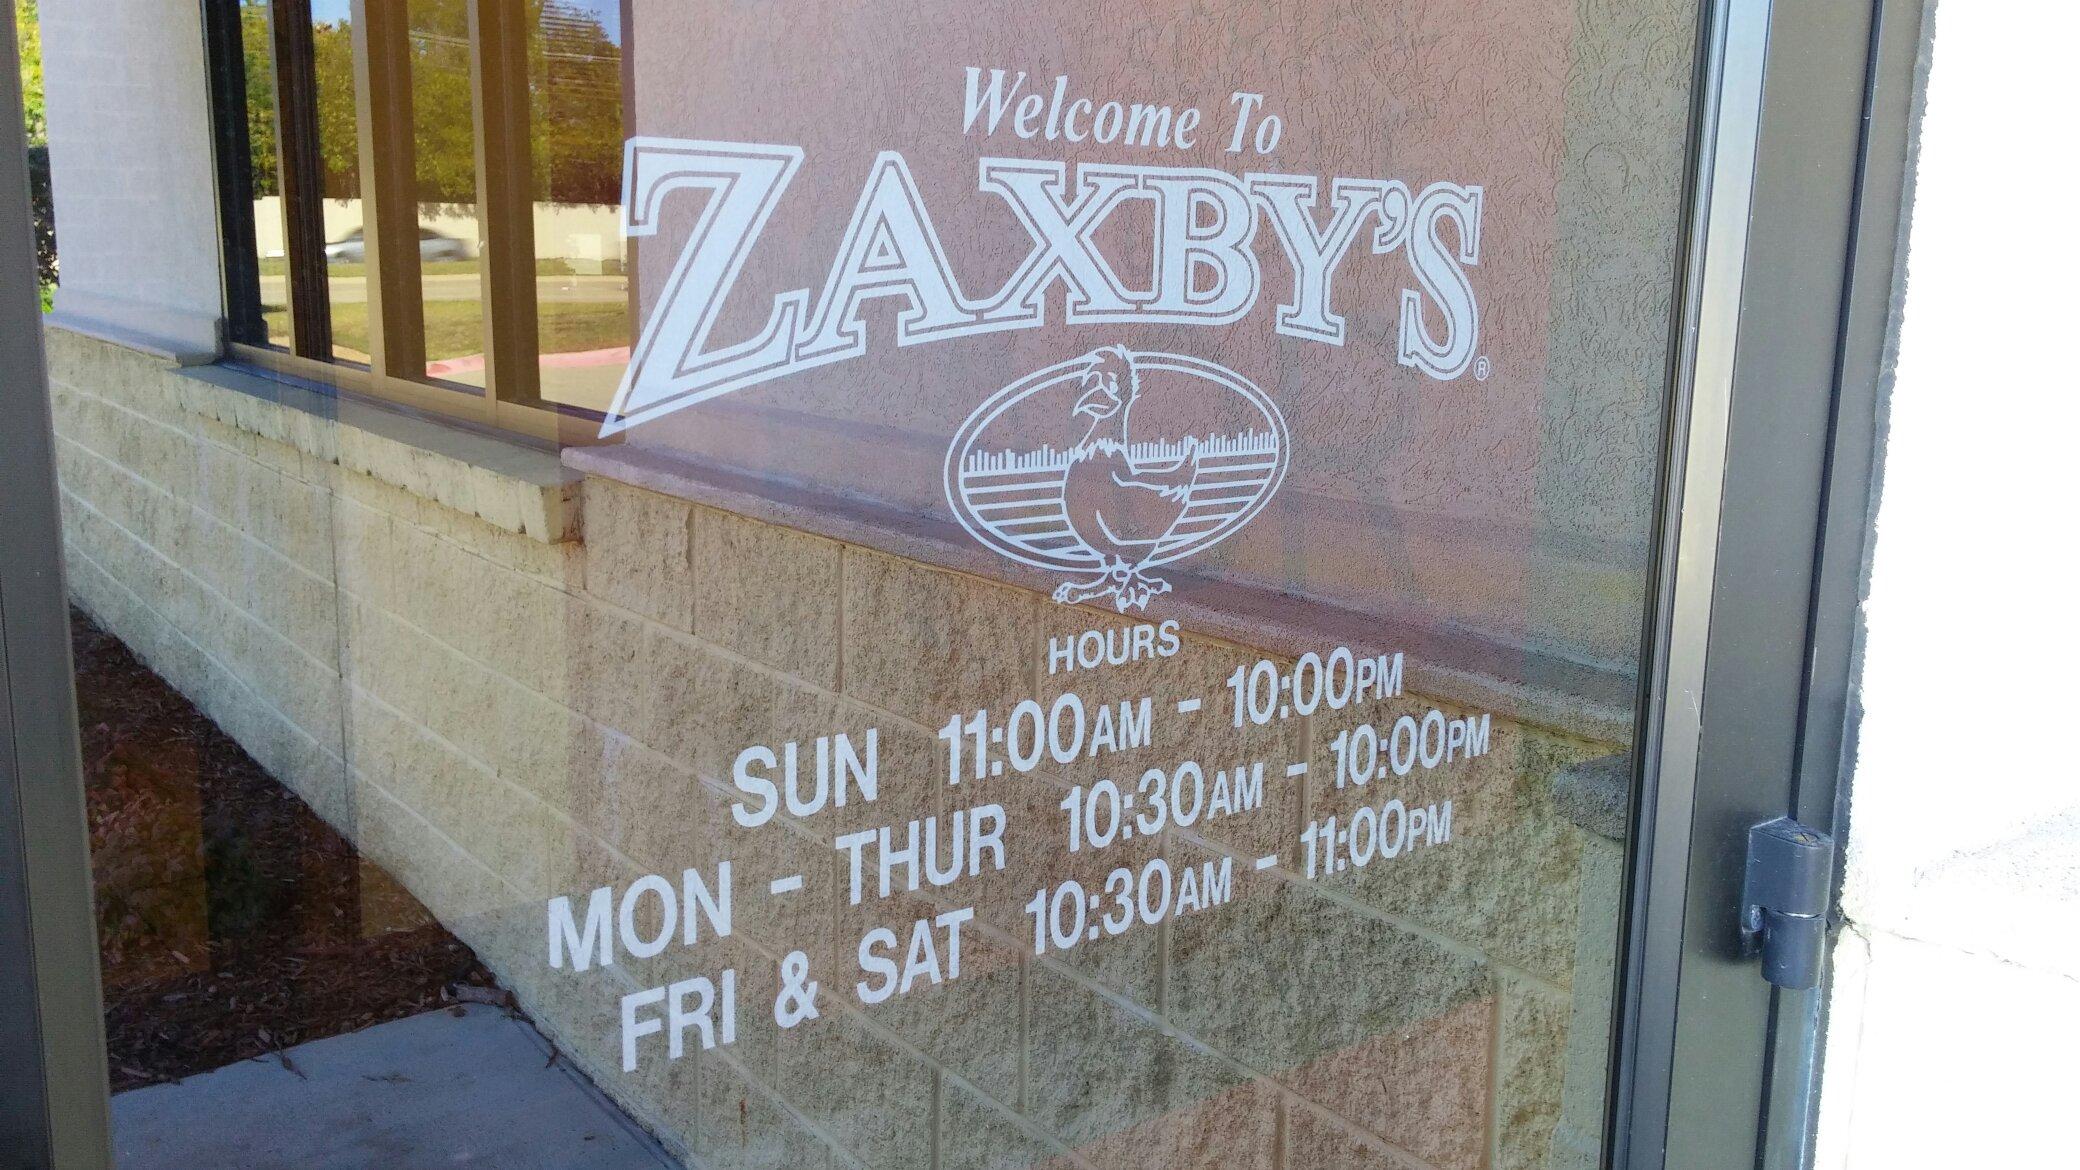 Welcome To
ZAXBY'S®
HOURS
SUN 11:00AM - 10:00PM
MON - THUR 10:30AM - 10:00PM
FRI & SAT 10:30AM - 11:00PM